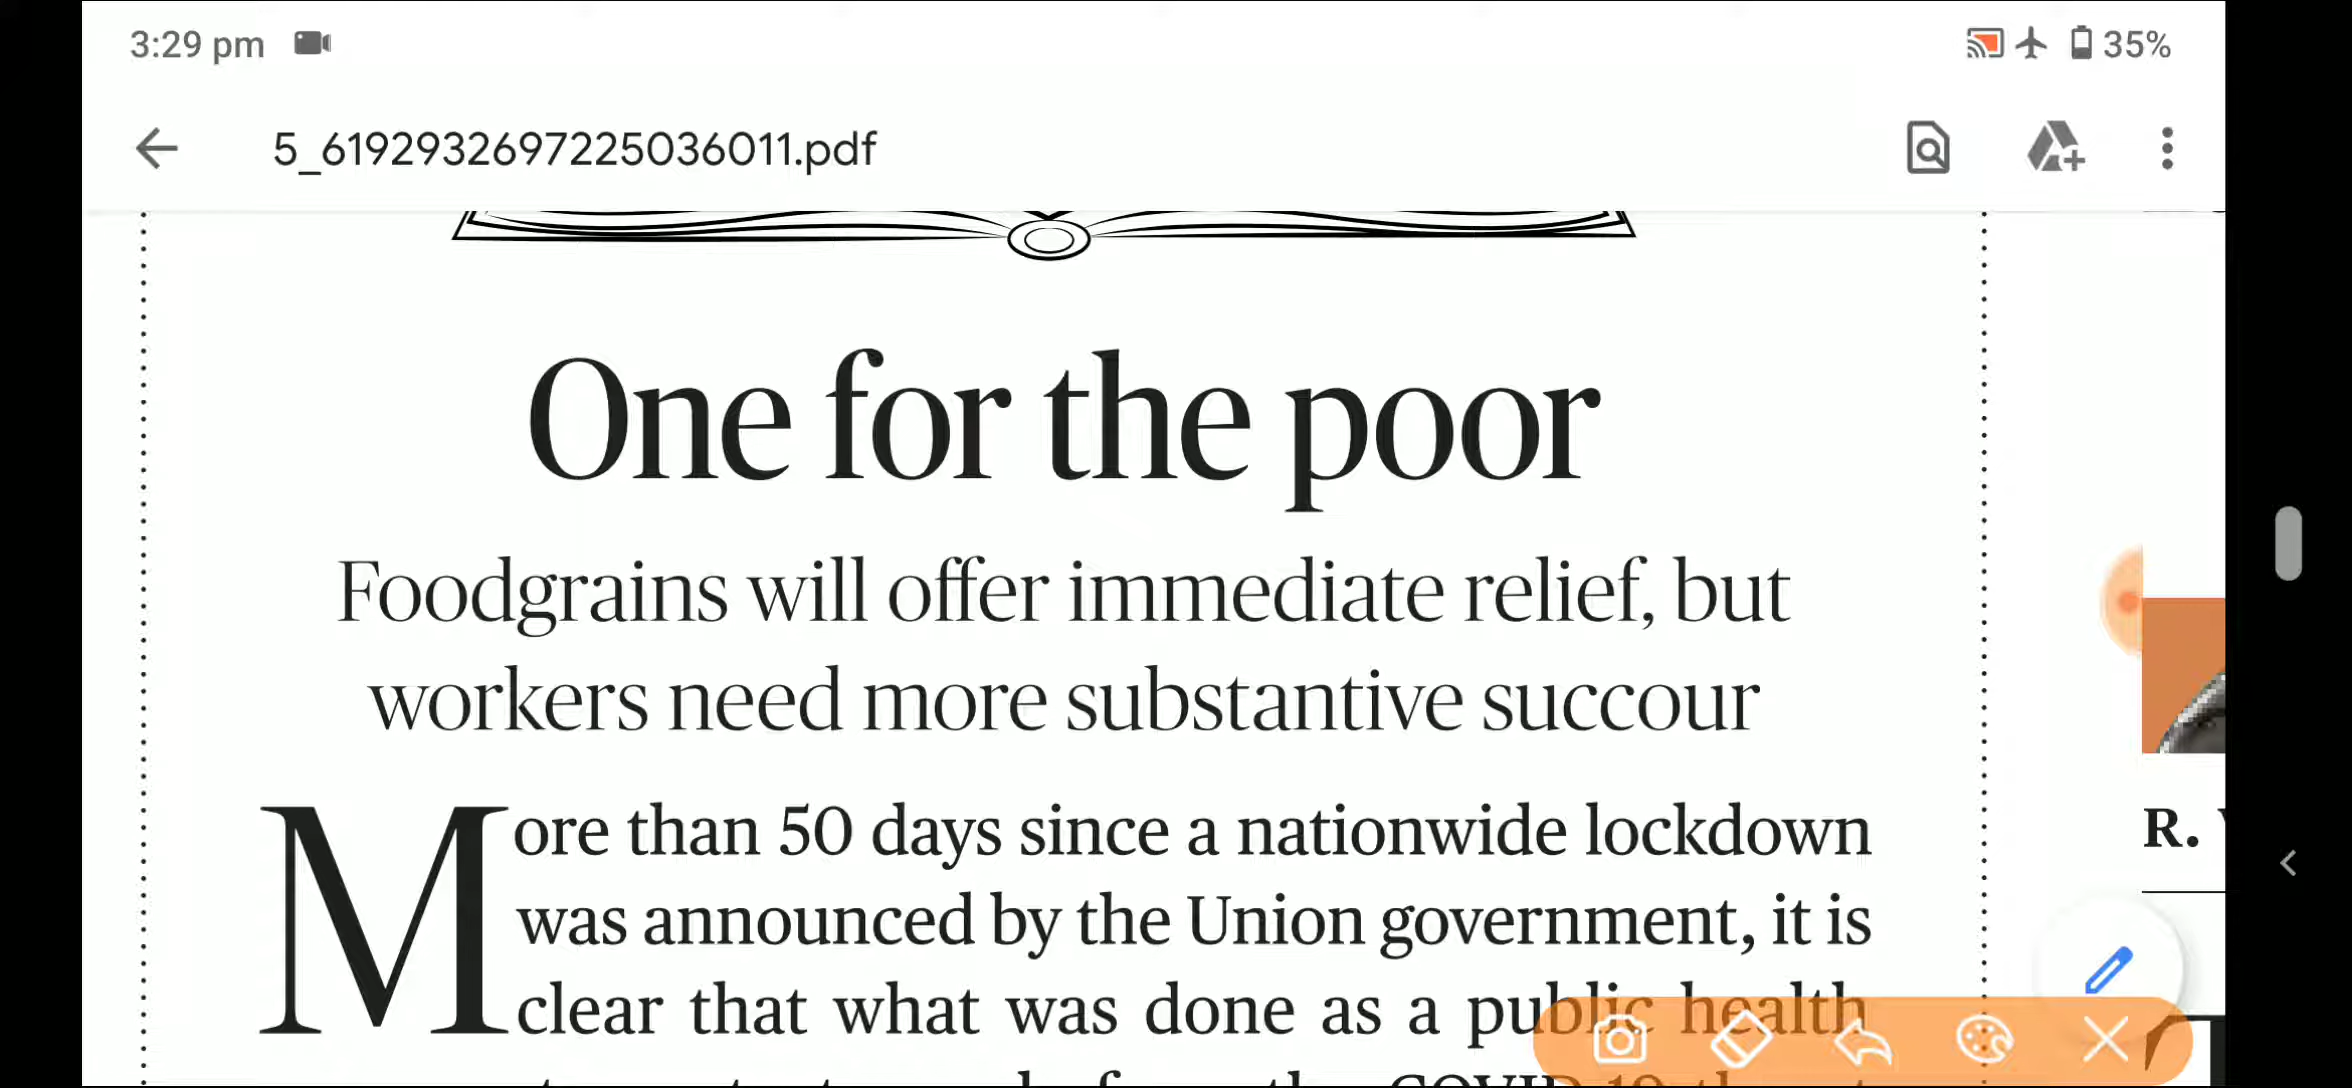 3:29 pm
35%
5_6192932697225036011.pdf
One for the poor
Foodgrains will offer immediate relief, but
workers need more substantive succour
More than 50 days since a nationwide lockdown
was announced by the Union government, it is
clear that what was done as a public health
R.